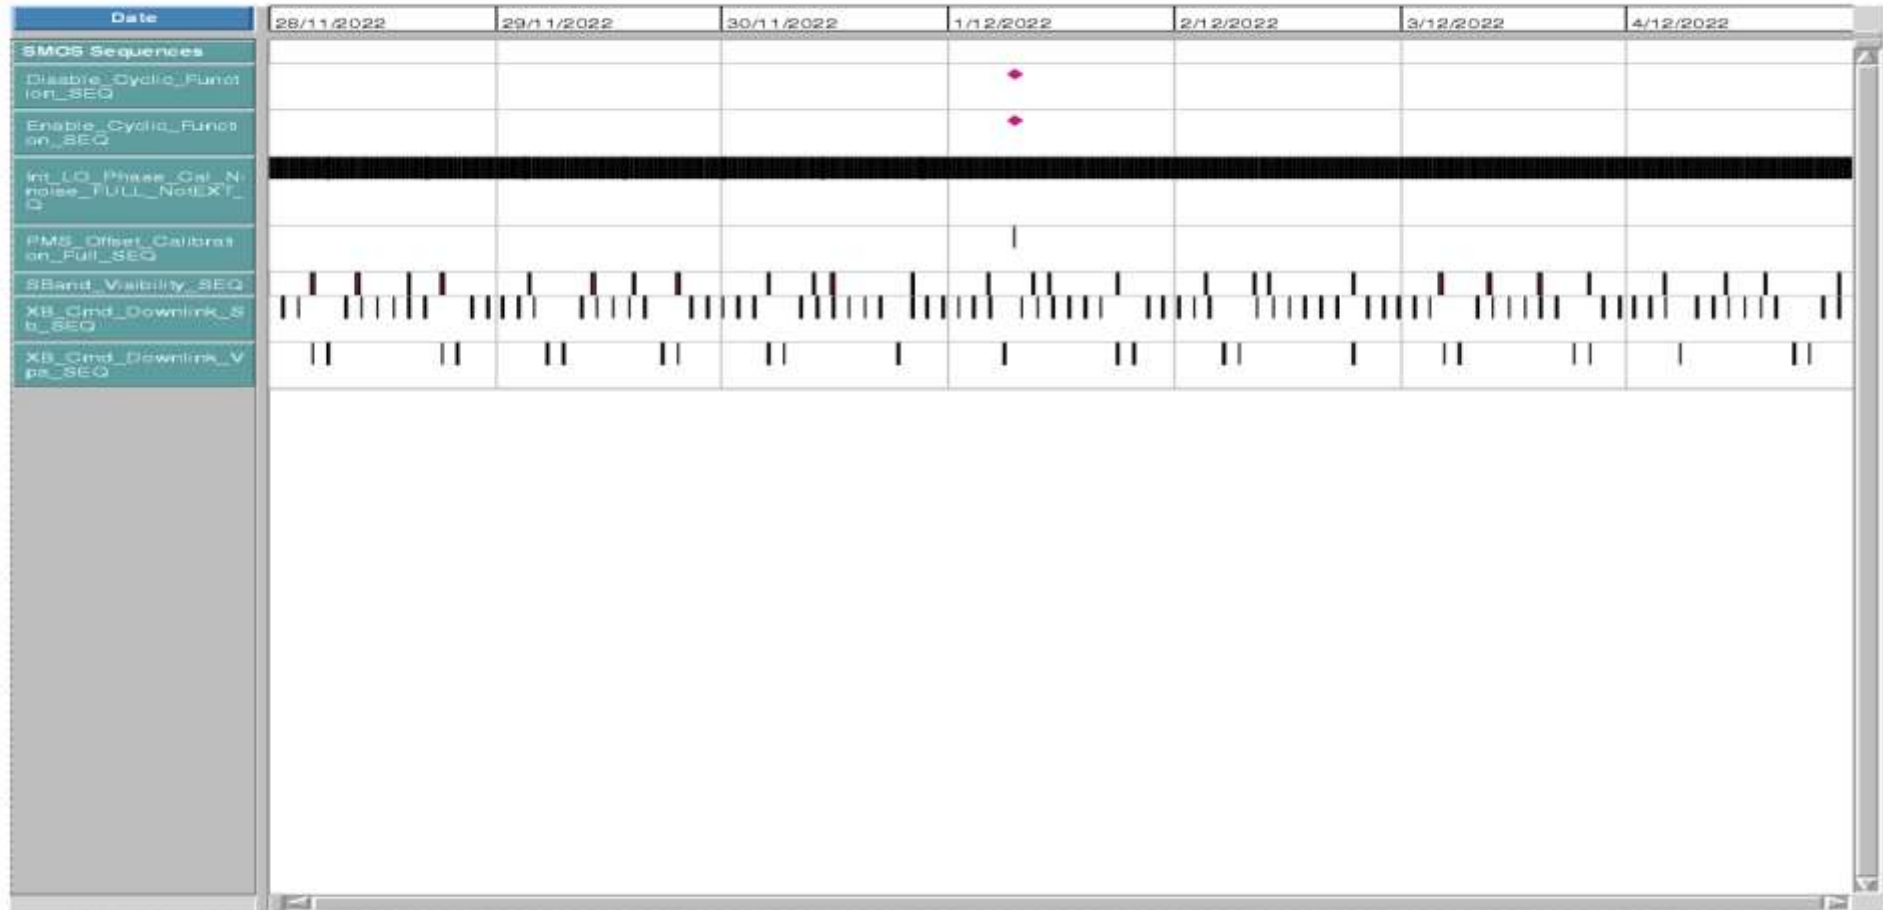 Date
28/11/2022 29/11/2022 30/11/2022 1/12/2022 2/12/2022 3/12/2022 4/12/2022
SMOS Sequences
Disable_Cyclic_Funct
ion_SEQ
Enable_Cyclic_Functi
on_SEQ
Int_LO_Phase_Cal_N
noise_FULL_NotEXT_
Q
PMS_Offset_Calibrati
on_Full_SEQ
SBand_Visibility_SEQ
XB_Cmd_Downlink_S
b_SEQ
XB_Cmd_Downlink_V
pa_SEQ